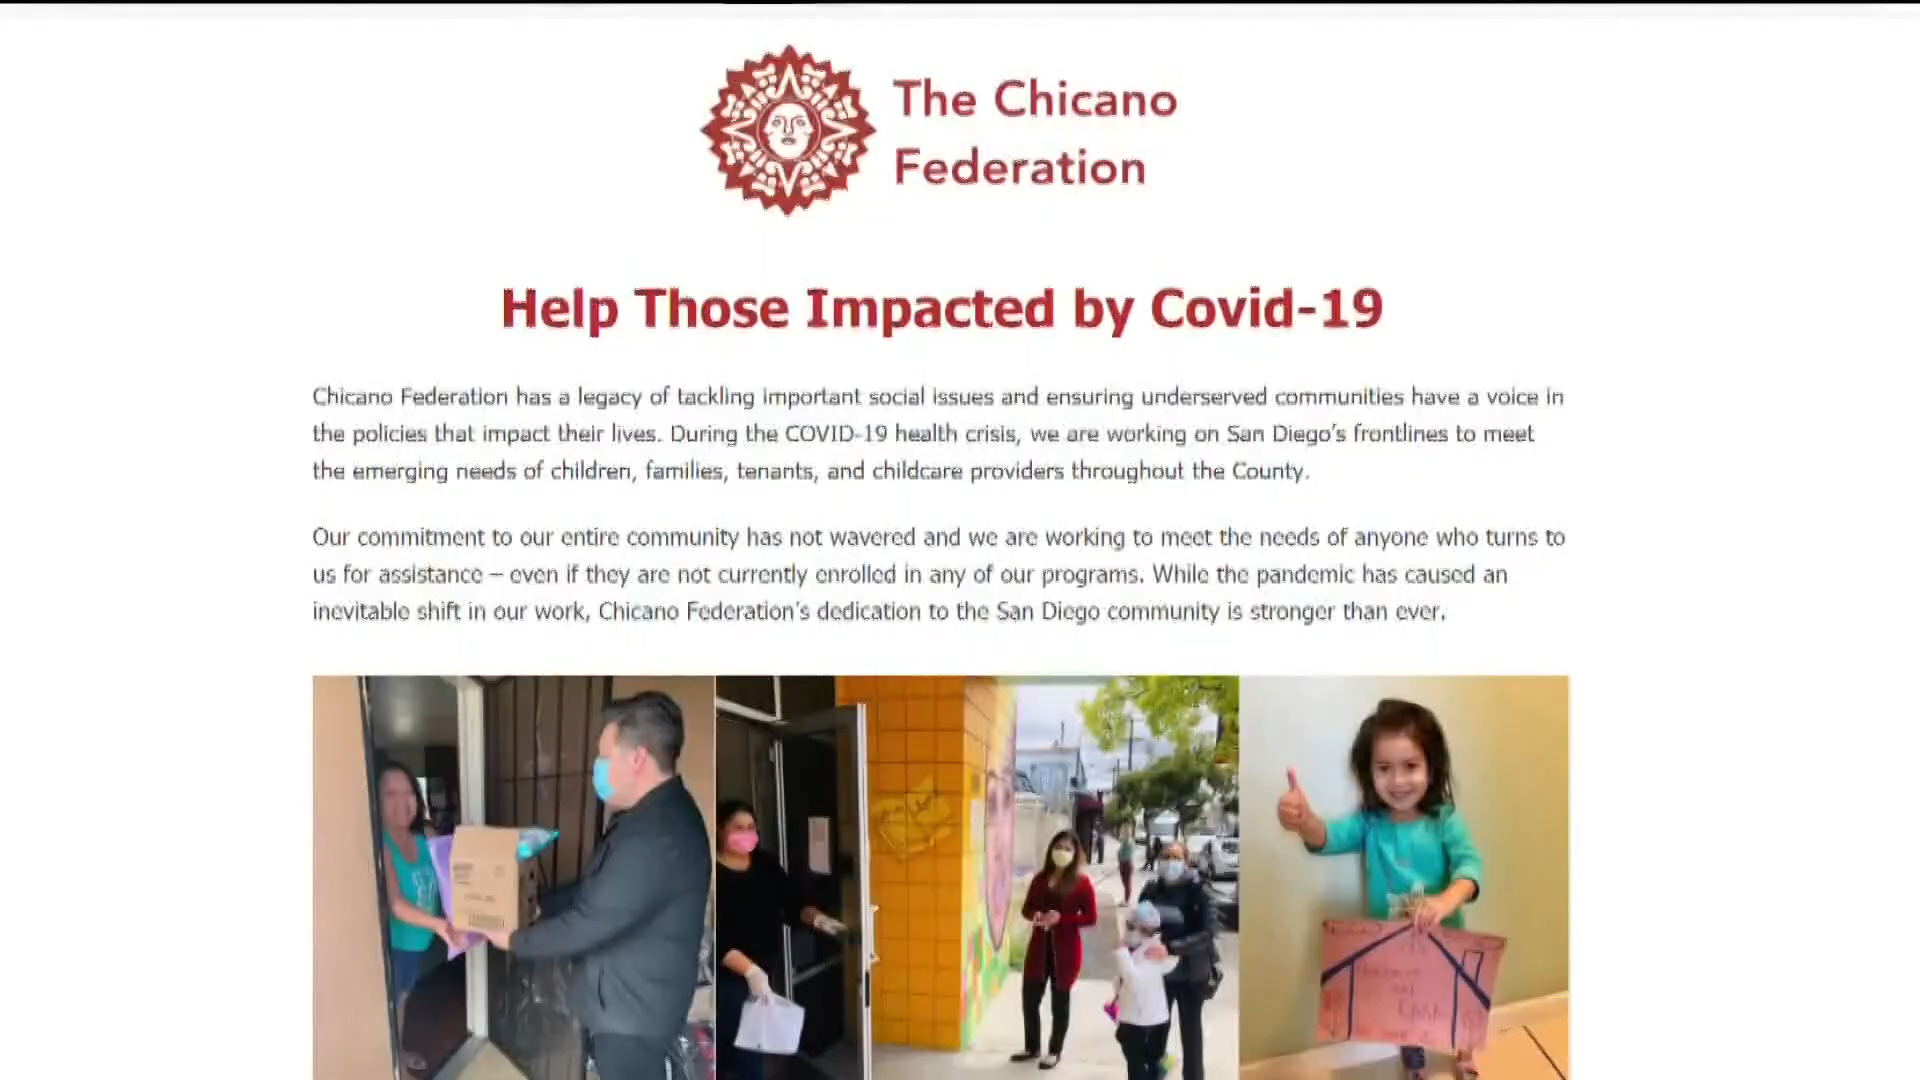 The Chicano
Federation
Help Those Impacted by Covid-19
Chicano Federation has a legacy of tackling important social issues and ensuring underserved communities have a voice in
the policies that impact their lives. During the COVID-19 health crisis, we are working on San Diego's frontlines to meet
the emerging needs of children, families, tenants, and childcare providers throughout the County.
Our commitment to our entire community has not wavered and we are working to meet the needs of anyone who turns to
us for assistance – even if they are not currently enrolled in any of our programs. While the pandemic has caused an
inevitable shift in our work, Chicano Federation's dedication to the San Diego community is stronger than ever.
CASA